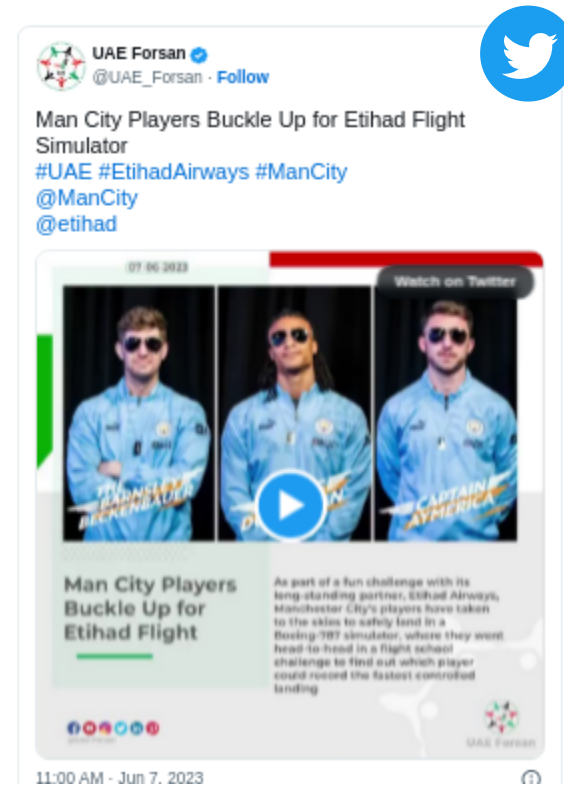 UAE Forsan
@UAE_Forsan · Follow
Man City Players Buckle Up for Etihad Flight
Simulator
#UAE #EtihadAirways #ManCity
@ManCity
@etihad
07 06 2023
Watch on Twitter
THE
BARNSLEY
BECKENBAUER
CAPTAIN
AYMERICA
Man City Players
Buckle Up for
Etihad Flight
As part of a fun challenge with its
long-standing partner, Etihad Airways,
Manchester City's players have taken
to the skies to safely land in a
Boeing-787 simulator, where they went
head-to-head in a flight school
challenge to find out which player
could record the fastest controlled
landing
UAE Forsan
11:00 AM · Jun 7, 2023